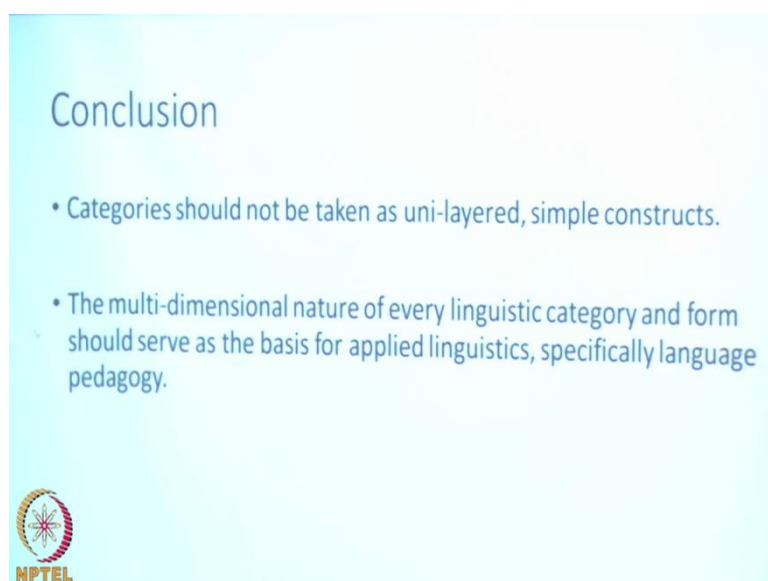 Conclusion
• Categories should not be taken as uni-layered, simple constructs.
• The multi-dimensional nature of every linguistic category and form
should serve as the basis for applied linguistics, specifically language
pedagogy.
NPTEL